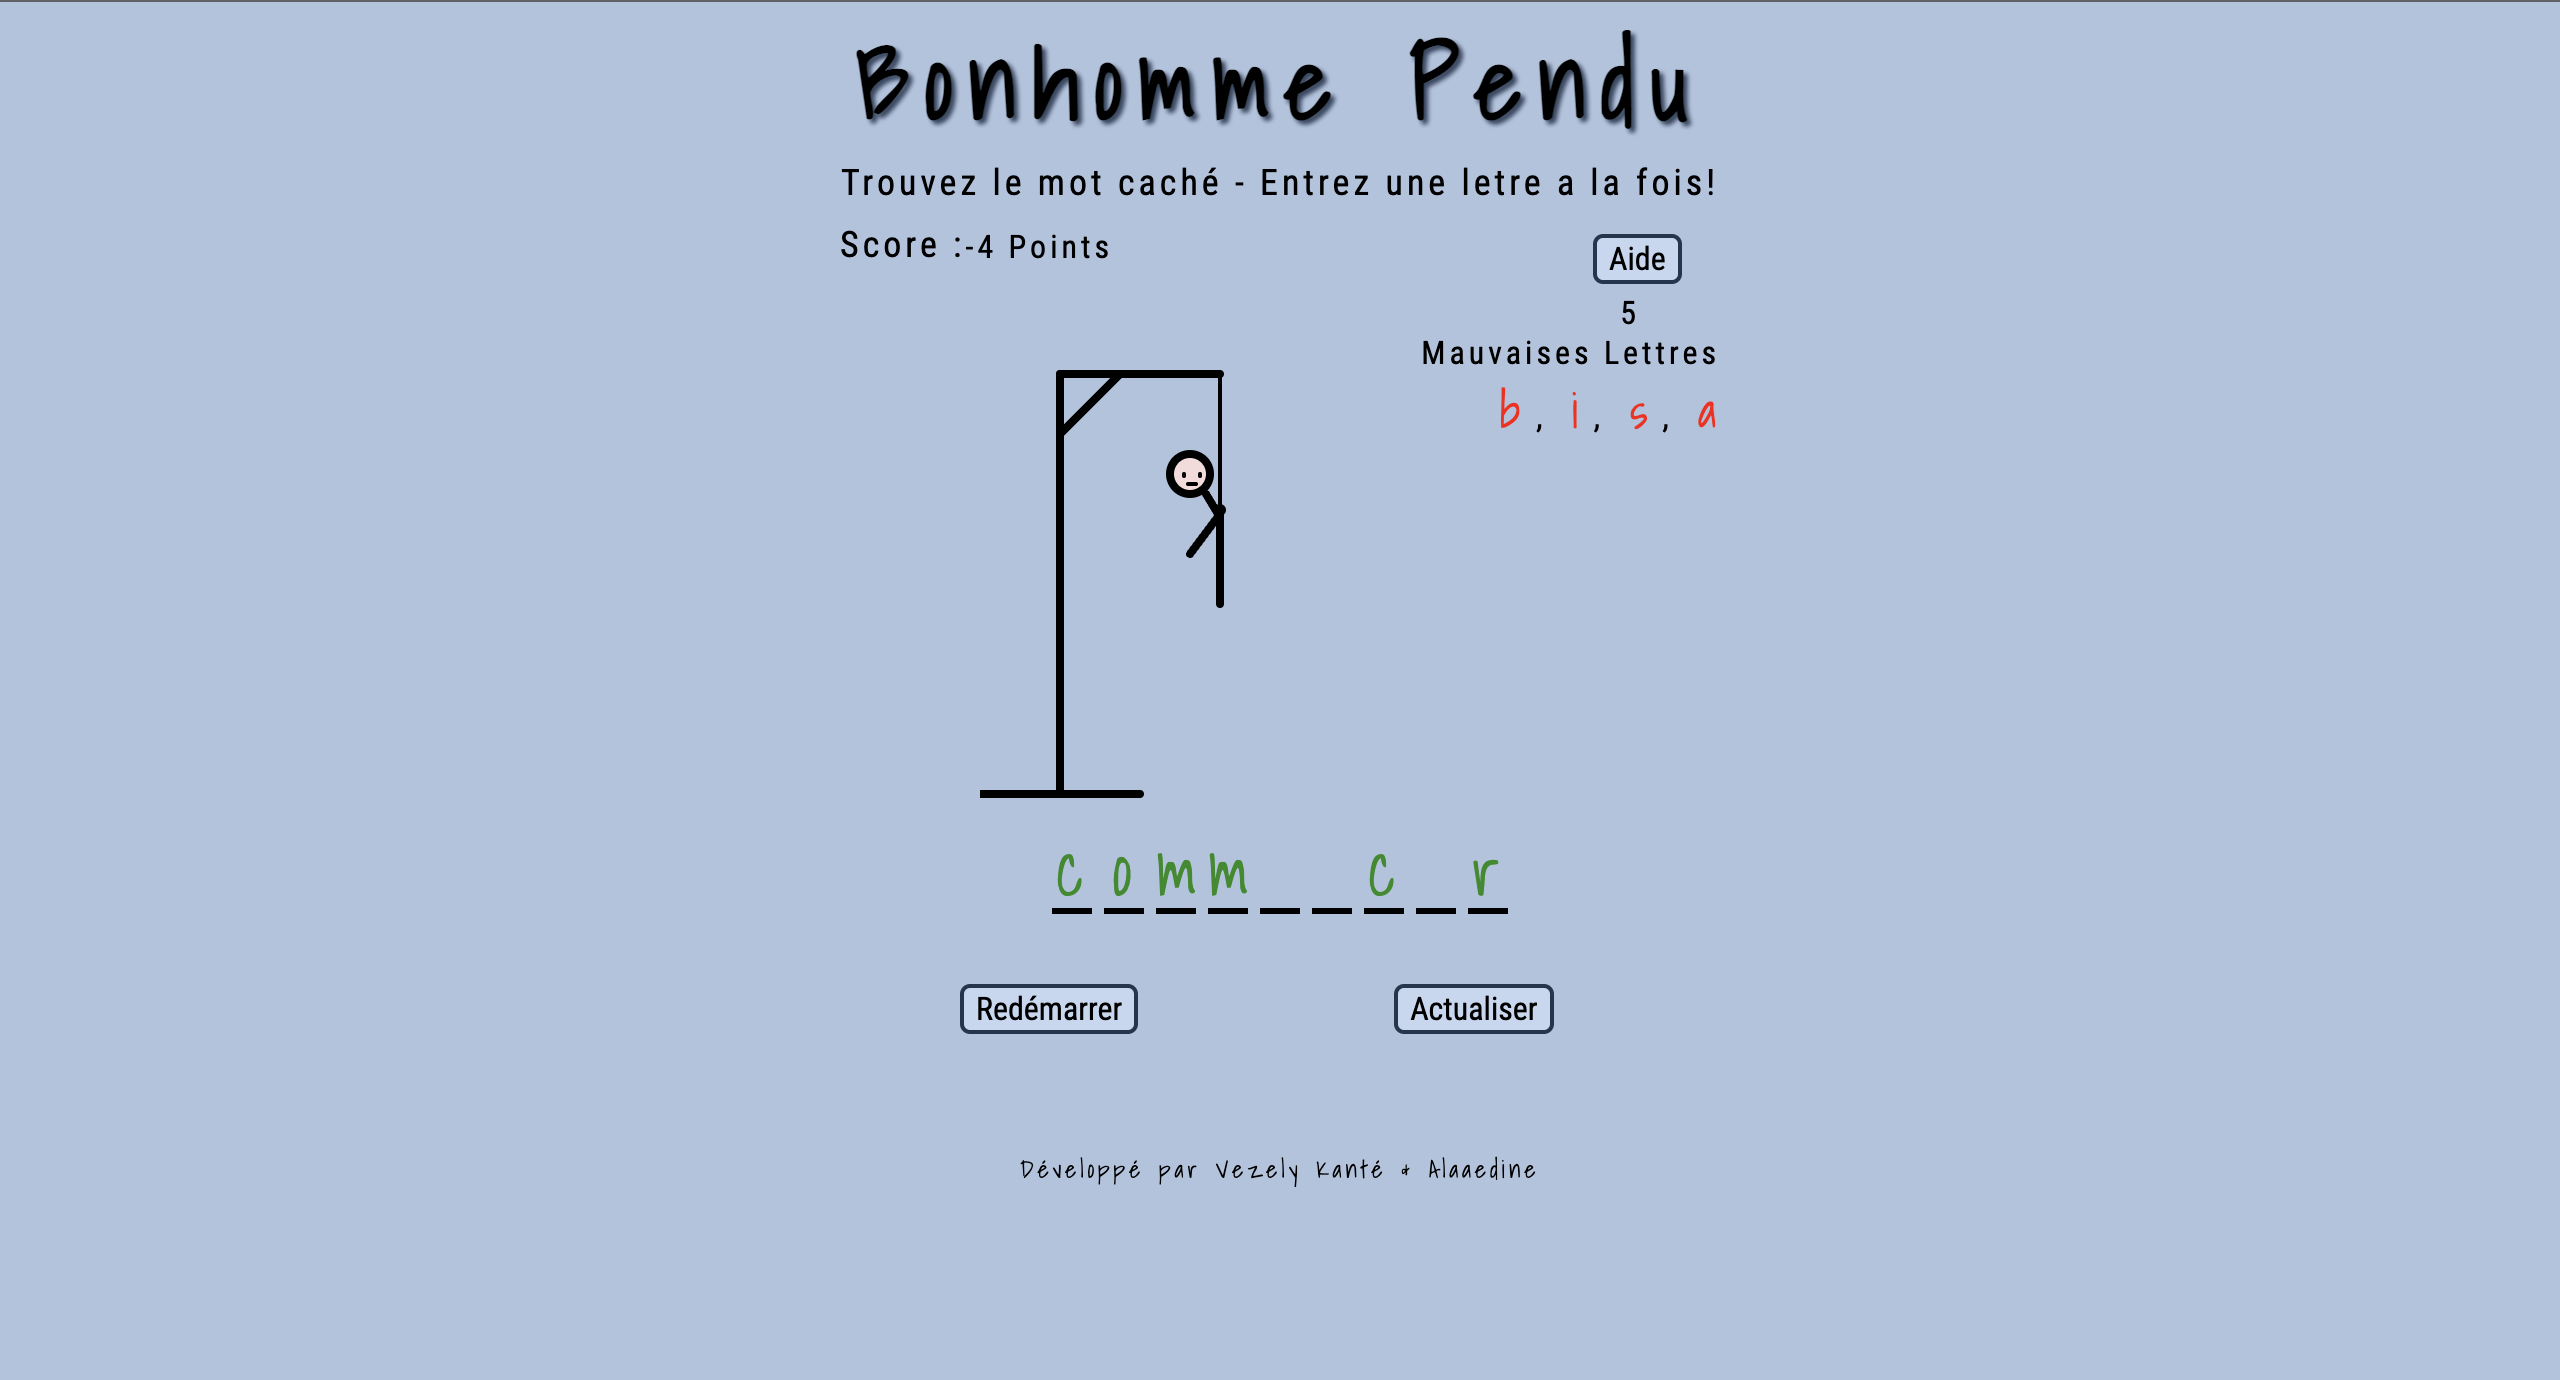 Bonhomme Pendu
Trouvez le mot caché - Entrez une letre a la fois!
Score :-4 Points
Aide
5
Mauvaises Lettres
b, i, s, a
c o m m _ _ c _ r
Redémarrer
Actualiser
Développé par Vezely Kanté & Alaaedine